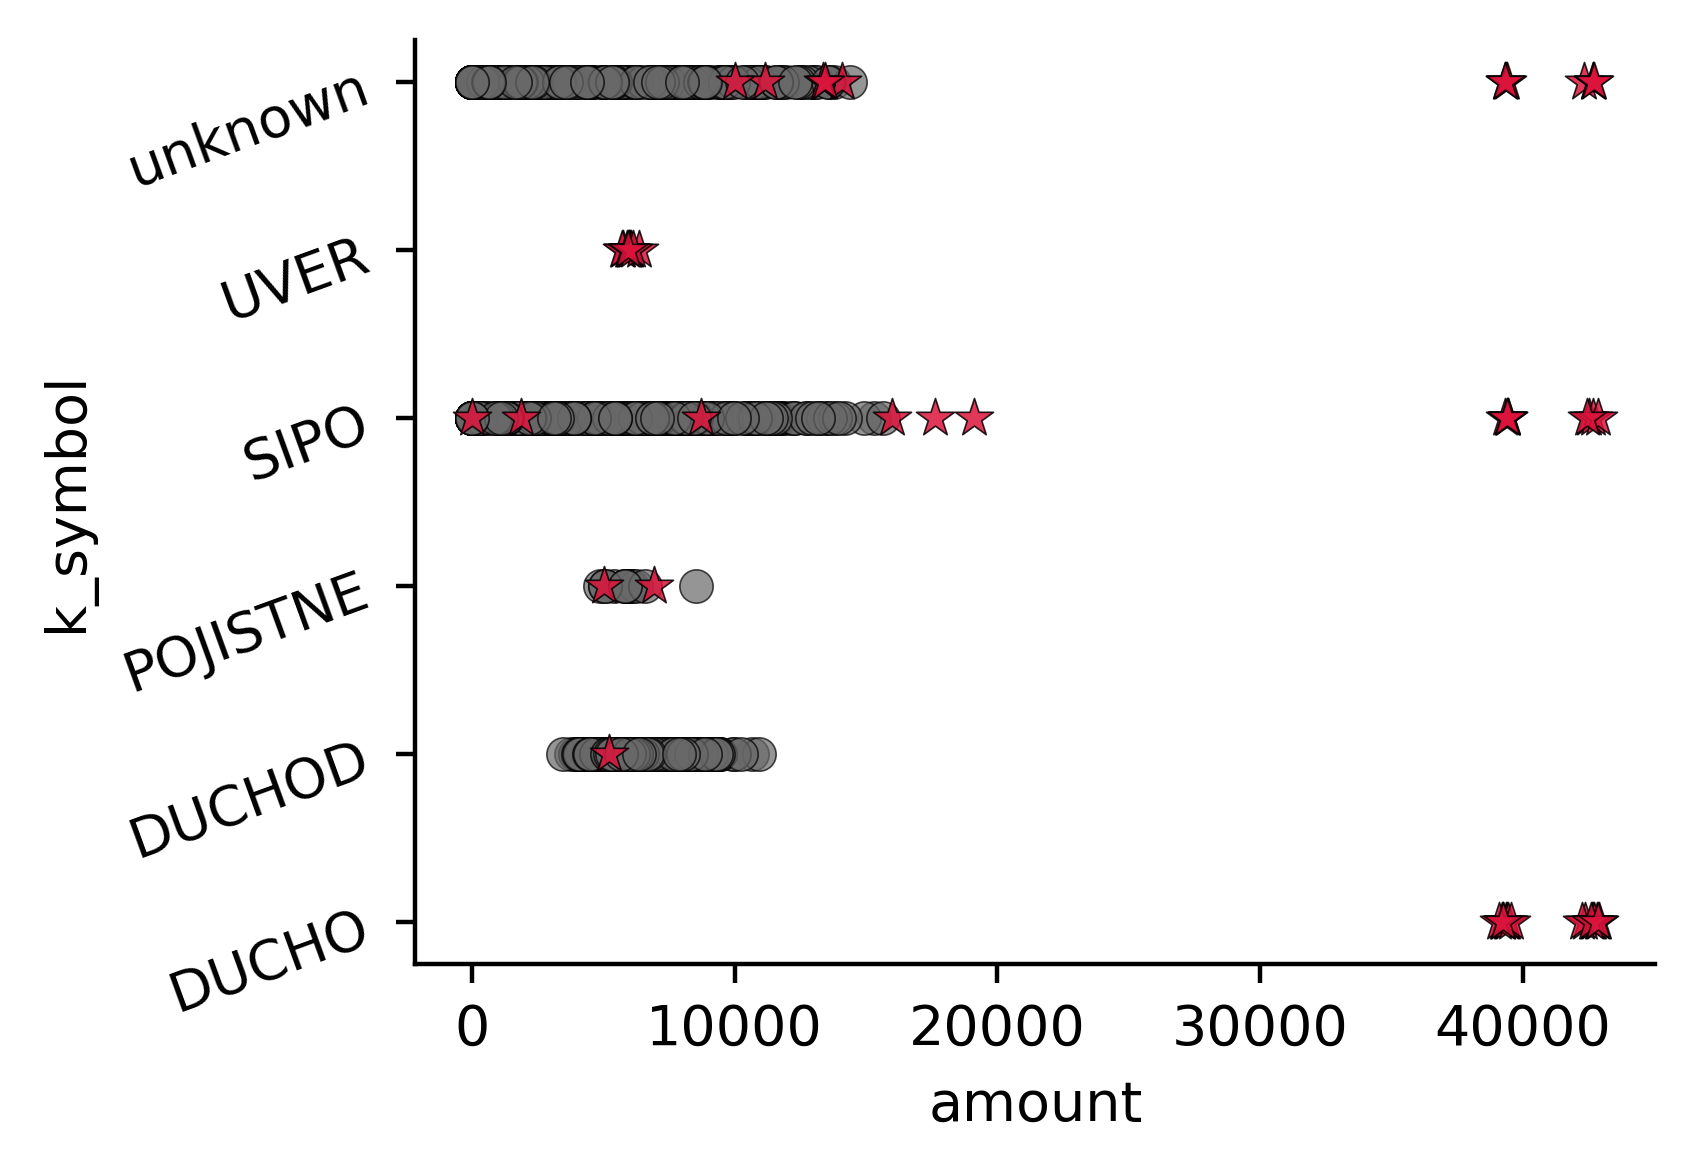 unknown
UVER
SIPO
POJISTNE
DUCHOD
DUCHO
k_symbol
0 10000 20000 30000 40000
amount